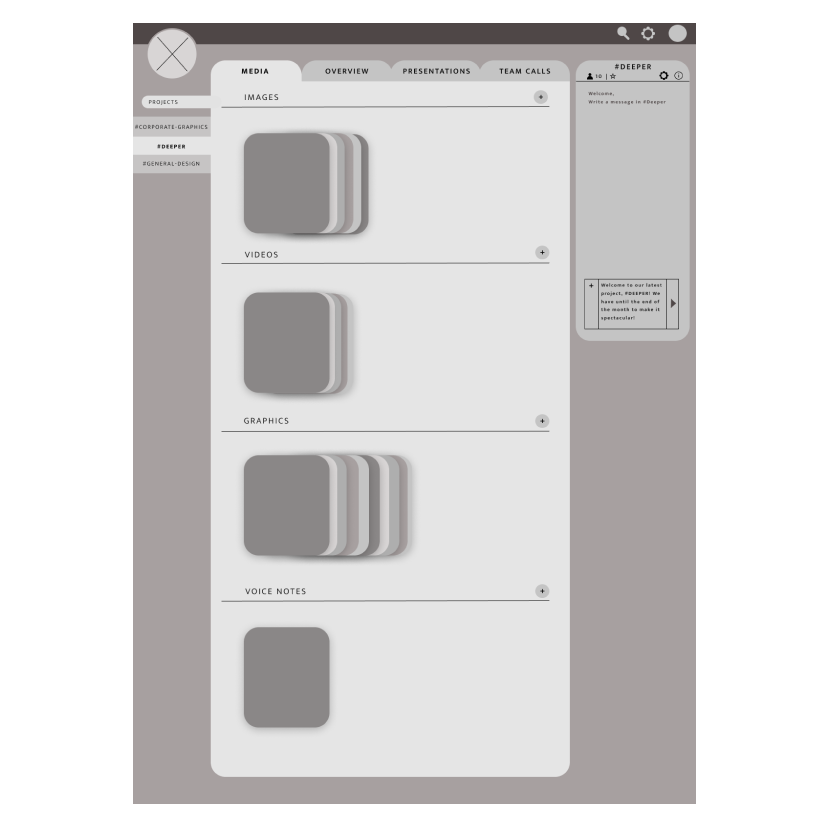 MEDIA
OVERVIEW
PRESENTATIONS
TEAM CALLS
PROJECTS
#CORPORATE-GRAPHICS
#DEEPER
#GENERAL-DESIGN
IMAGES
+
VIDEOS
+
GRAPHICS
+
VOICE NOTES
+
#DEEPER
10 | ☆
i
Welcome,
Write a message in #Deeper
+
Welcome to our latest
project, #DEEPER! We
have until the end of
the month to make it
spectacular!